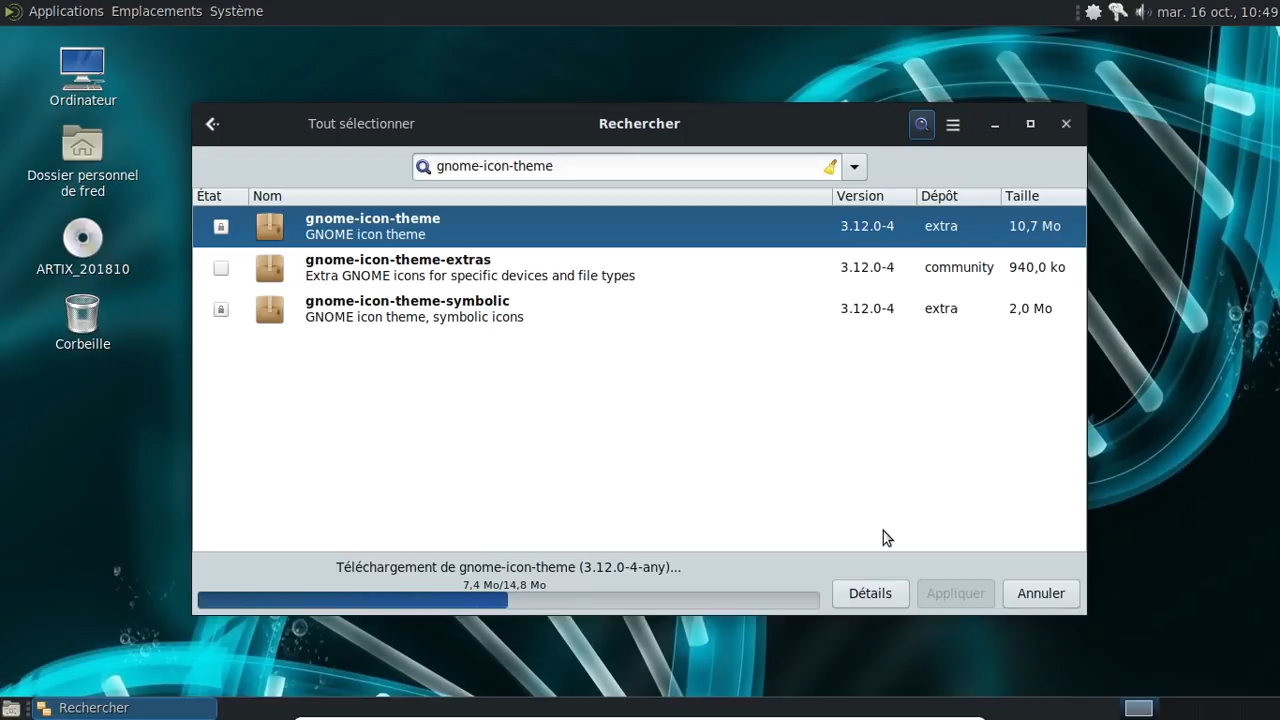 Applications Emplacements Système
mar. 16 oct., 10:49
Ordinateur
Dossier personnel
de fred
ARTIX_201810
Corbeille
Tout sélectionner
Rechercher
gnome-icon-theme
État Nom Version Dépôt Taille
gnome-icon-theme
GNOME icon theme
3.12.0-4 extra 10,7 Mo
gnome-icon-theme-extras
Extra GNOME icons for specific devices and file types
3.12.0-4 community 940,0 ko
gnome-icon-theme-symbolic
GNOME icon theme, symbolic icons
3.12.0-4 extra 2,0 Mo
Téléchargement de gnome-icon-theme (3.12.0-4-any)...
7,4 Mo/14,8 Mo
Détails Appliquer Annuler
Rechercher